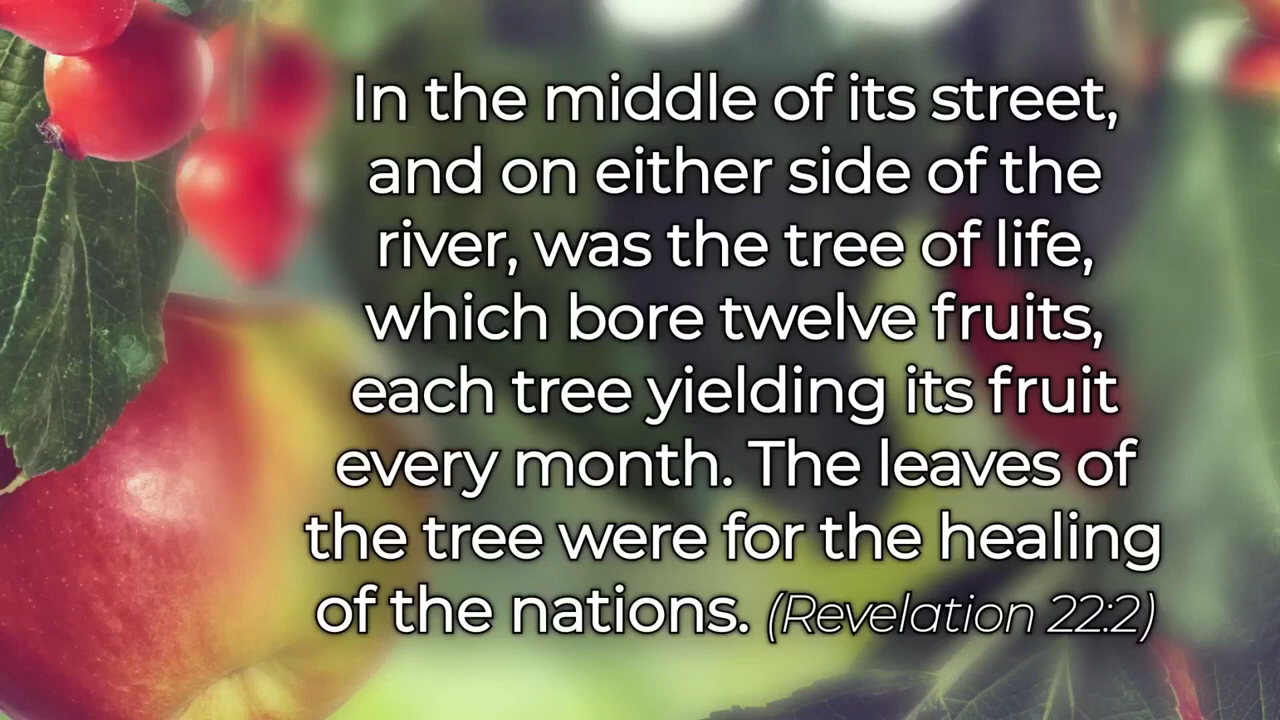 In the middle of its street,
and on either side of the
river, was the tree of life,
which bore twelve fruits,
each tree yielding its fruit
every month. The leaves of
the tree were for the healing
of the nations. (Revelation 22:2)